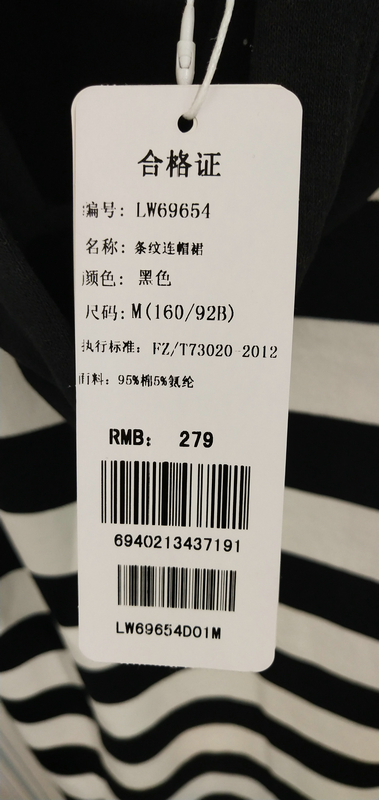 合格证
编号: LW69654
名称: 条纹连帽裙
颜色: 黑色
尺码: M(160/92B)
执行标准: FZ/T73020-2012
面料: 95%棉5%氨纶
RMB: 279
6940213437191
LW69654D01M